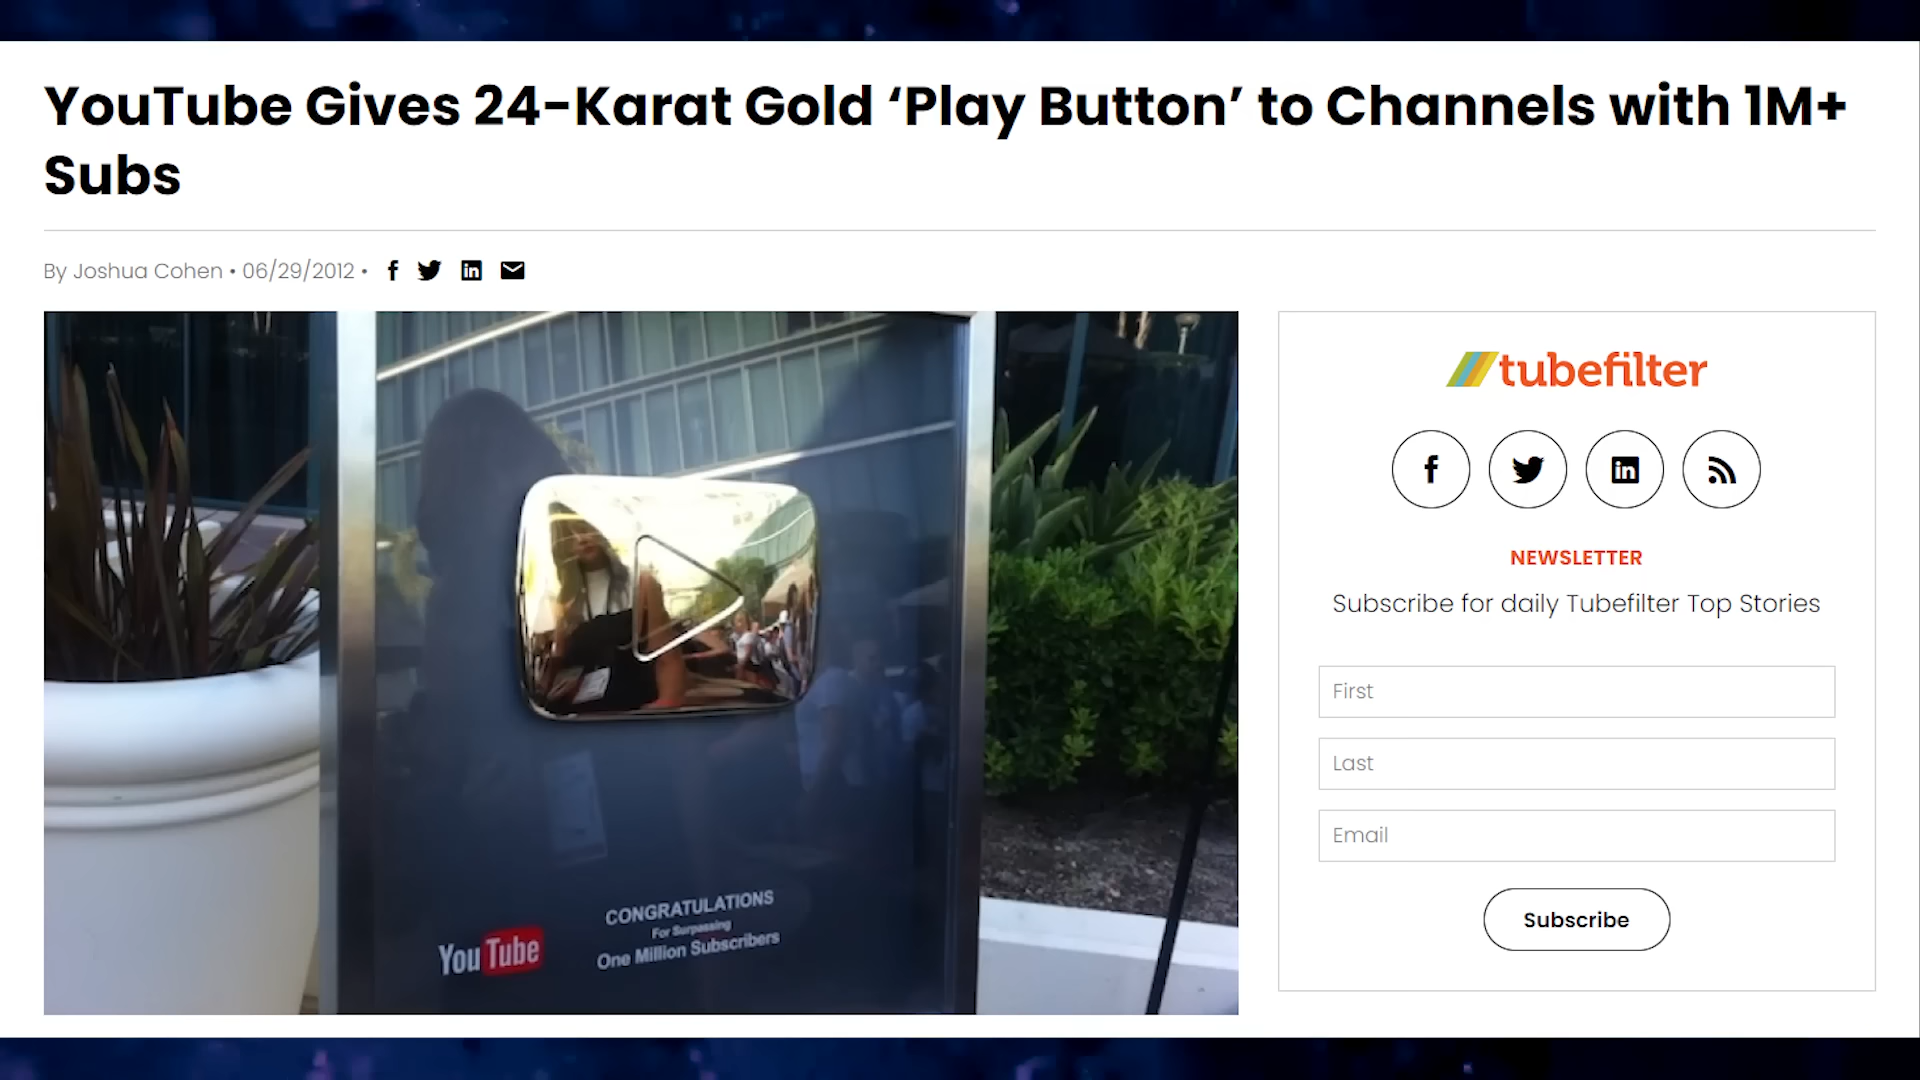 YouTube Gives 24-Karat Gold ‘Play Button’ to Channels with 1M+
Subs
By Joshua Cohen • 06/29/2012 •
tubefilter
NEWSLETTER
Subscribe for daily Tubefilter Top Stories
First
Last
Email
Subscribe
CONGRATULATIONS
For Surpassing
One Million Subscribers
YouTube